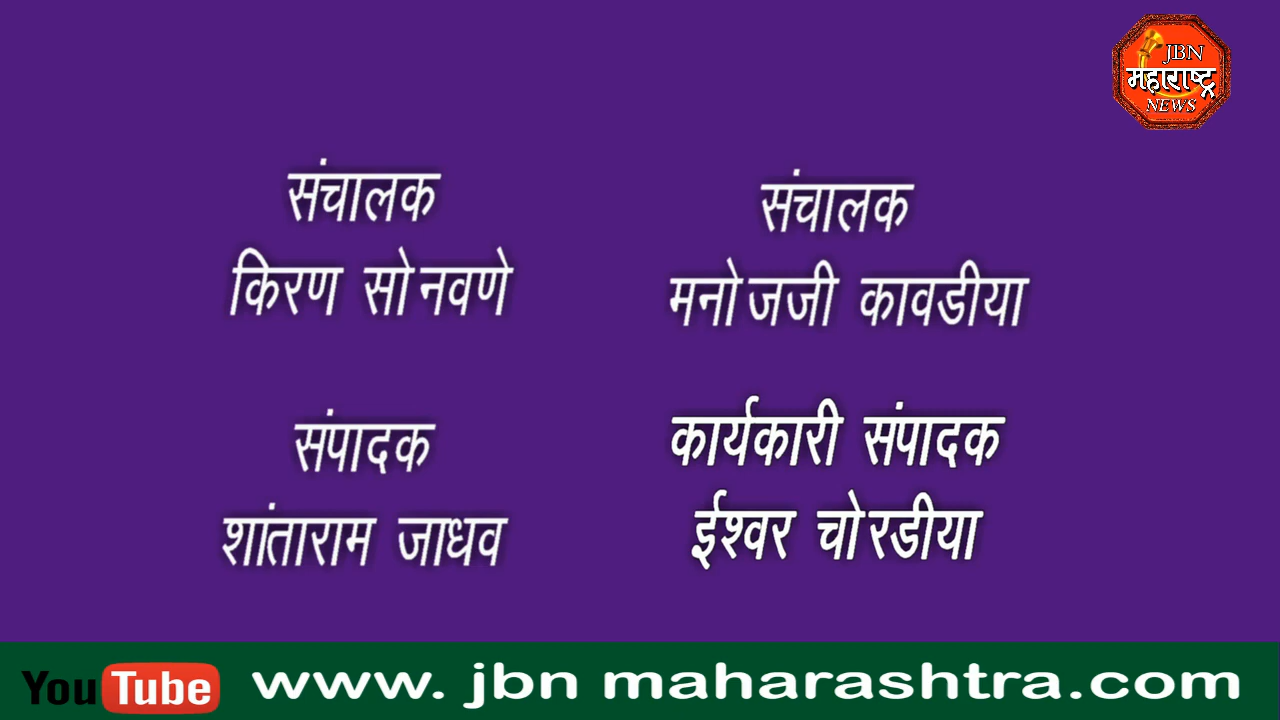 JBN
महाराष्ट्र
NEWS
संचालक
किरण सोनवणे
संचालक
मनोजजी कावडीया
संपादक
शांताराम जाधव
कार्यकारी संपादक
ईश्वर चोरडीया
YouTube www. jbn maharashtra.com